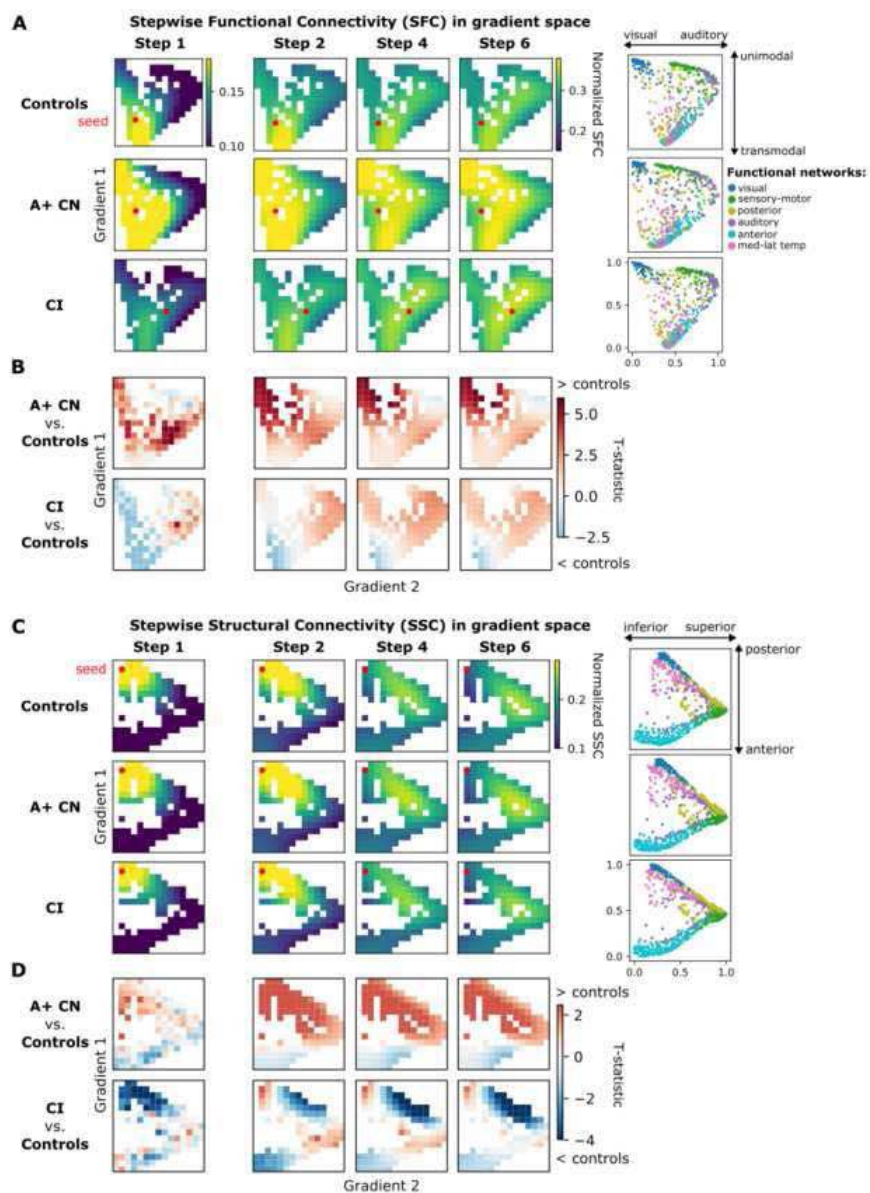 A
Stepwise Functional Connectivity (SFC) in gradient space
Step 1 Step 2 Step 4 Step 6
visual auditory
unimodal
transmodal
Controls
seed
0.15
0.10
0.3
0.2
Normalized SFC
A+ CN
Gradient 1
CI
Functional networks:
visual
sensory-motor
posterior
auditory
anterior
med-lat temp
1.0
0.5
0.0
0.0 0.5 1.0
B
A+ CN
vs.
Controls
Gradient 1
CI
vs.
Controls
> controls
5.0
2.5
0.0
−2.5
T-statistic
< controls
Gradient 2
C
Stepwise Structural Connectivity (SSC) in gradient space
Step 1 Step 2 Step 4 Step 6
inferior superior
posterior
anterior
seed
Controls
0.2
0.1
Normalized SSC
A+ CN
Gradient 1
CI
1.0
0.5
0.0
0.0 0.5 1.0
D
A+ CN
vs.
Controls
Gradient 1
CI
vs.
Controls
> controls
2
0
−2
−4
T-statistic
< controls
Gradient 2